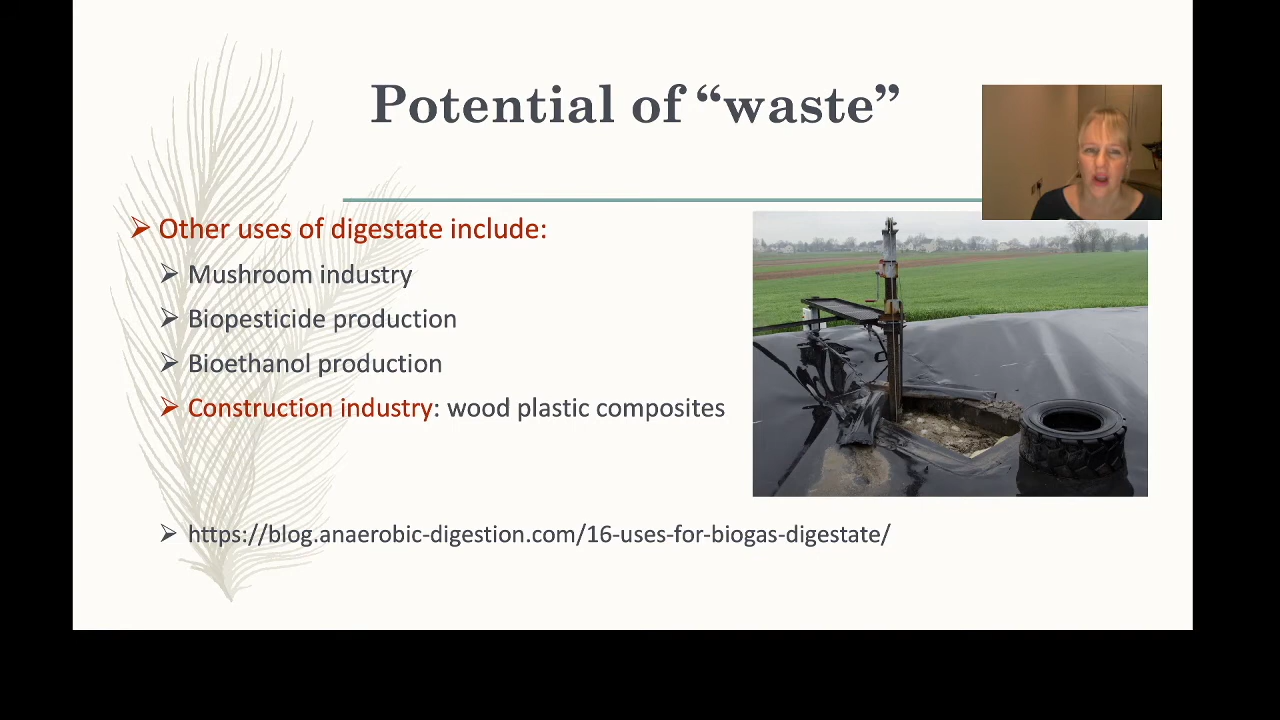 Potential of “waste”
Other uses of digestate include:
Mushroom industry
Biopesticide production
Bioethanol production
Construction industry: wood plastic composites
https://blog.anaerobic-digestion.com/16-uses-for-biogas-digestate/